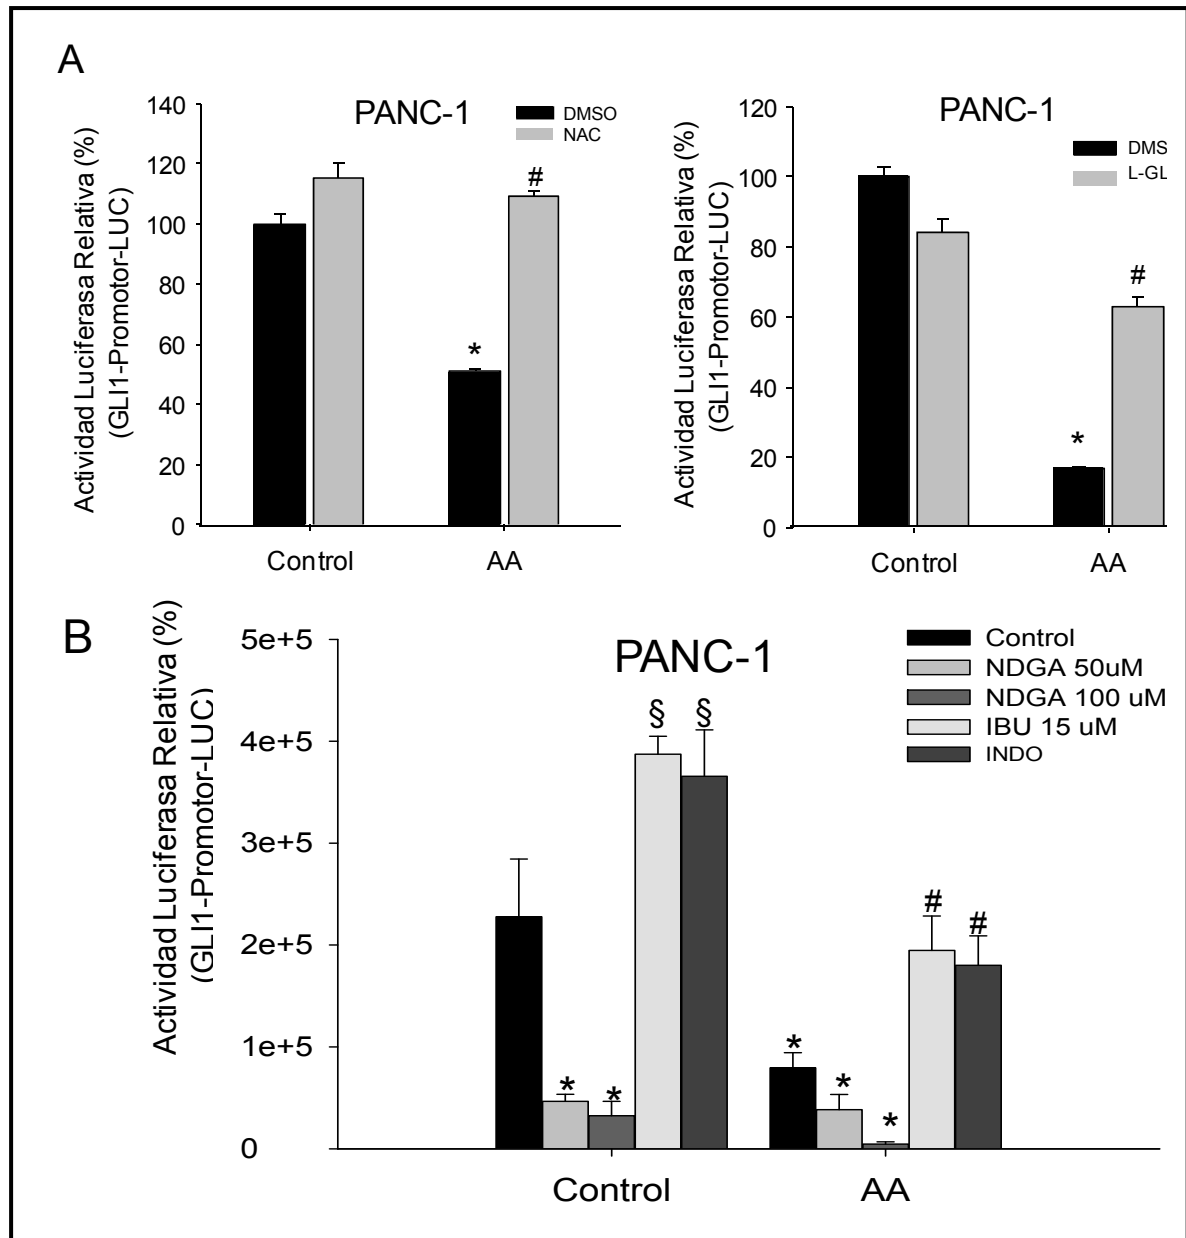 A
PANC-1
DMSO
NAC
Actividad Luciferasa Relativa (%)
(GLI1-Promotor-LUC)
140
120
100
80
60
40
20
0
*
#
Control
AA
PANC-1
DMS
L-GL
Actividad Luciferasa Relativa (%)
(GLI1-Promotor-LUC)
120
100
80
60
40
20
0
*
#
Control
AA
B
PANC-1
Control
NDGA 50uM
NDGA 100 uM
IBU 15 uM
INDO
Actividad Luciferasa Relativa (%)
(GLI1-Promotor-LUC)
5e+5
4e+5
3e+5
2e+5
1e+5
0
* * § §
* * * # #
Control
AA